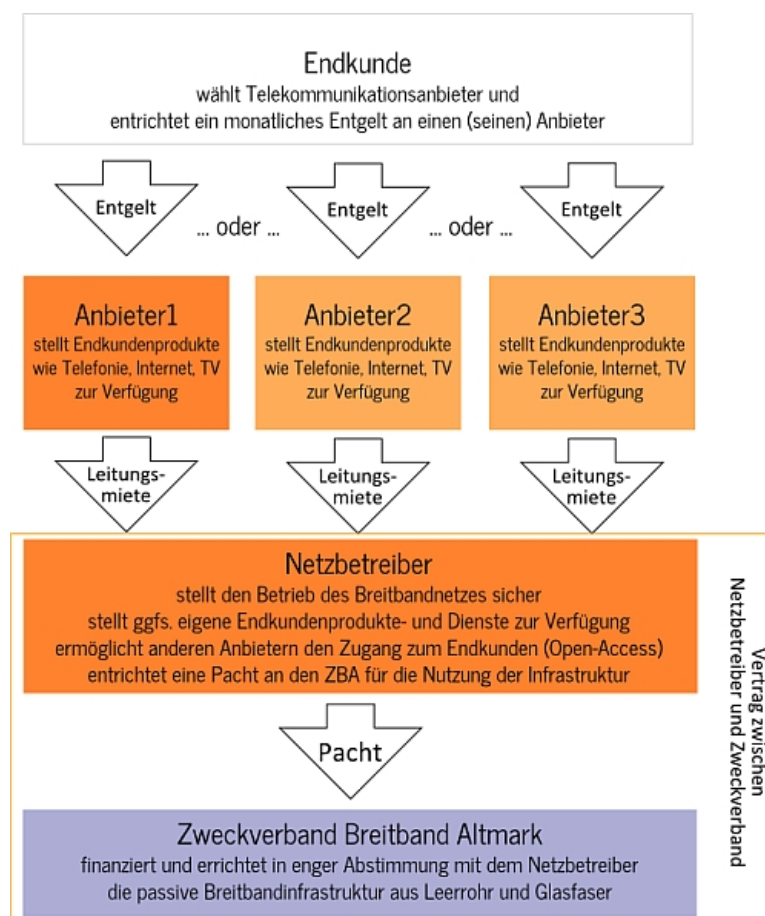 Endkunde
wählt Telekommunikationsanbieter und
entrichtet ein monatliches Entgelt an einen (seinen) Anbieter
Entgelt
... oder ...
Entgelt
... oder ...
Entgelt
Anbieter1
stellt Endkundenprodukte
wie Telefonie, Internet, TV
zur Verfügung
Anbieter2
stellt Endkundenprodukte
wie Telefonie, Internet, TV
zur Verfügung
Anbieter3
stellt Endkundenprodukte
wie Telefonie, Internet, TV
zur Verfügung
Leitungs-
miete
Leitungs-
miete
Leitungs-
miete
Netzbetreiber
stellt den Betrieb des Breitbandnetzes sicher
stellt ggfs. eigene Endkundenprodukte- und Dienste zur Verfügung
ermöglicht anderen Anbietern den Zugang zum Endkunden (Open-Access)
entrichtet eine Pacht an den ZBA für die Nutzung der Infrastruktur
Pacht
Zweckverband Breitband Altmark
finanziert und errichtet in enger Abstimmung mit dem Netzbetreiber
die passive Breitbandinfrastruktur aus Leerrohr und Glasfaser
Vertrag zwischen
Netzbetreiber und Zweckverband